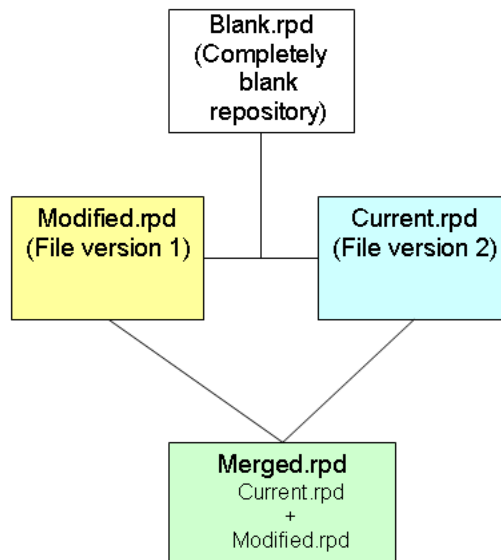 Blank.rpd
(Completely
blank
repository)
Modified.rpd
(File version 1)
Current.rpd
(File version 2)
Merged.rpd
Current.rpd
+
Modified.rpd